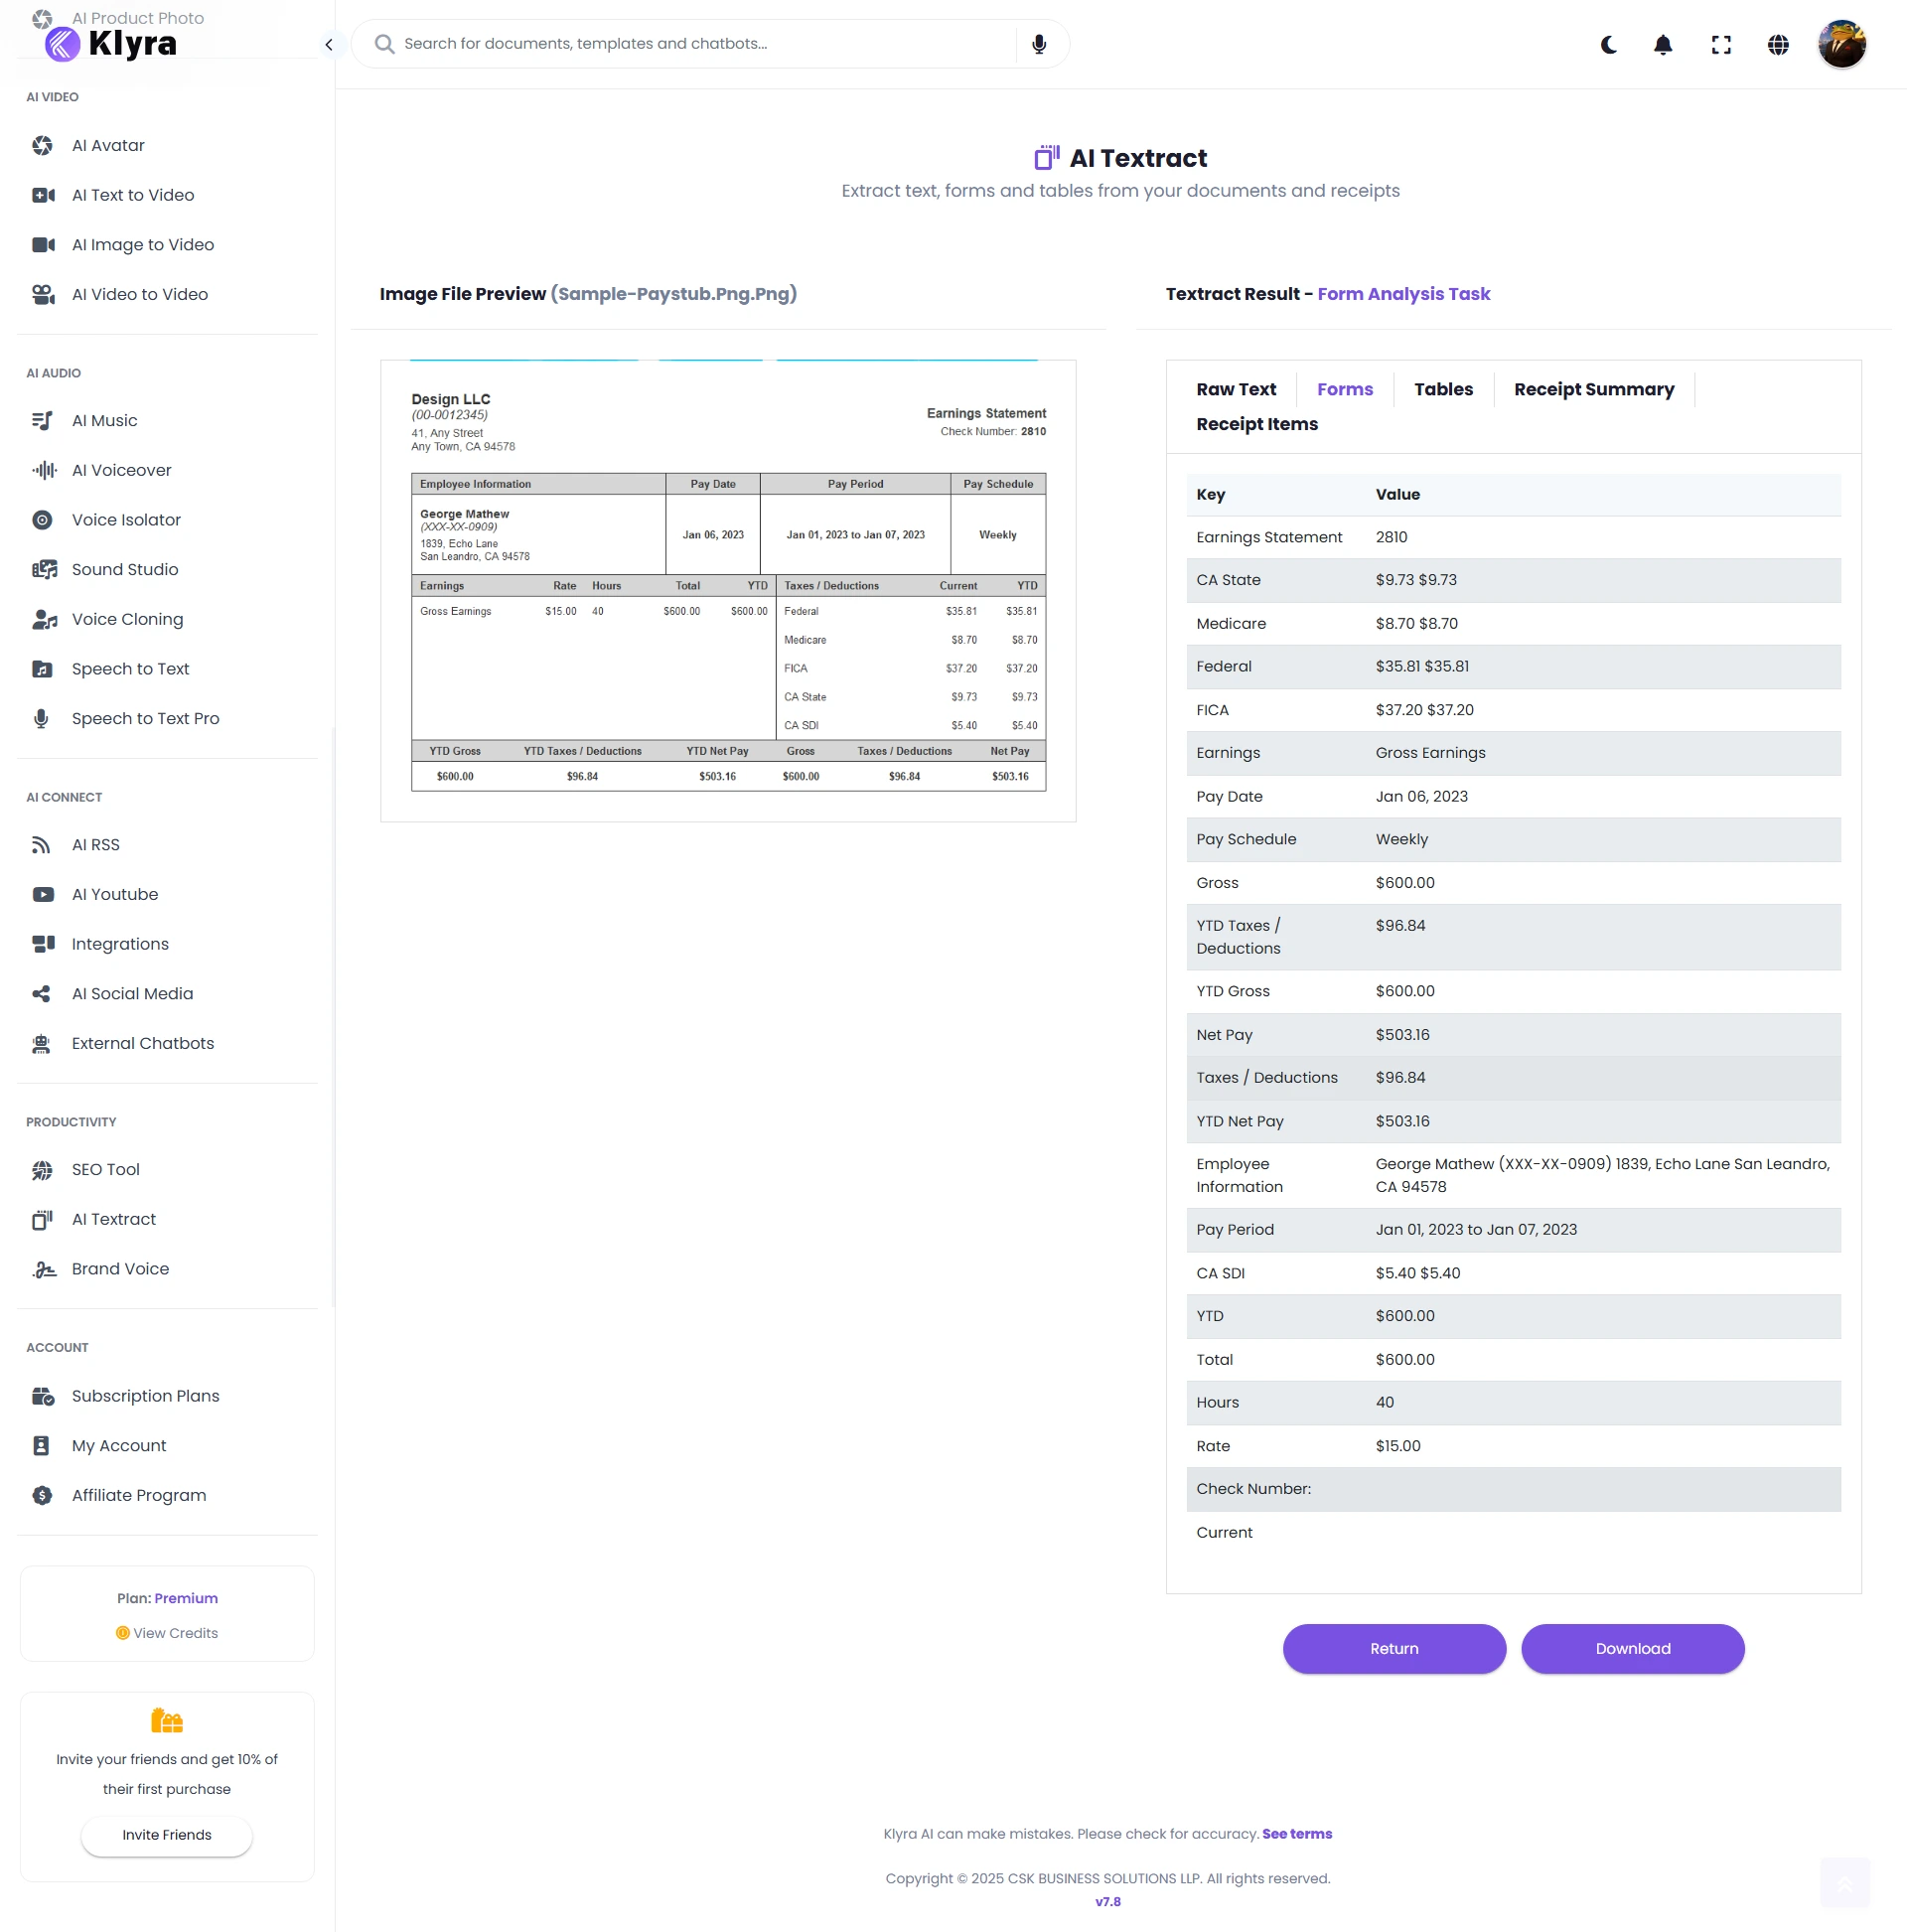 AI Product Photo
Klyra
AI VIDEO
AI Avatar
AI Text to Video
AI Image to Video
AI Video to Video
AI AUDIO
AI Music
AI Voiceover
Voice Isolator
Sound Studio
Voice Cloning
Speech to Text
Speech to Text Pro
AI CONNECT
AI RSS
AI Youtube
Integrations
AI Social Media
External Chatbots
PRODUCTIVITY
SEO Tool
AI Textract
Brand Voice
ACCOUNT
Subscription Plans
My Account
Affiliate Program
Plan: Premium
View Credits
Invite your friends and get 10% of
their first purchase
Invite Friends
Search for documents, templates and chatbots...
AI Textract
Extract text, forms and tables from your documents and receipts
Image File Preview (Sample-Paystub.Png.Png)
Design LLC
(00-0012345)
41, Any Street
Any Town, CA 94578
Earnings Statement
Check Number: 2810
Employee Information Pay Date Pay Period Pay Schedule
George Mathew
(XXX-XX-0909)
1839, Echo Lane
San Leandro, CA 94578
Jan 06, 2023 Jan 01, 2023 to Jan 07, 2023 Weekly
Earnings Rate Hours Total YTD Taxes / Deductions Current YTD
Gross Earnings $15.00 40 $600.00 $600.00 Federal $35.81 $35.81
Medicare $8.70 $8.70
FICA $37.20 $37.20
CA State $9.73 $9.73
CA SDI $5.40 $5.40
YTD Gross YTD Taxes / Deductions YTD Net Pay Gross Taxes / Deductions Net Pay
$600.00 $96.84 $503.16 $600.00 $96.84 $503.16
Textract Result - Form Analysis Task
Raw Text Forms Tables Receipt Summary
Receipt Items
Key Value
Earnings Statement 2810
CA State $9.73 $9.73
Medicare $8.70 $8.70
Federal $35.81 $35.81
FICA $37.20 $37.20
Earnings Gross Earnings
Pay Date Jan 06, 2023
Pay Schedule Weekly
Gross $600.00
YTD Taxes / $96.84
Deductions
YTD Gross $600.00
Net Pay $503.16
Taxes / Deductions $96.84
YTD Net Pay $503.16
Employee George Mathew (XXX-XX-0909) 1839, Echo Lane San Leandro,
Information CA 94578
Pay Period Jan 01, 2023 to Jan 07, 2023
CA SDI $5.40 $5.40
YTD $600.00
Total $600.00
Hours 40
Rate $15.00
Check Number:
Current
Return
Download
Klyra AI can make mistakes. Please check for accuracy. See terms
Copyright © 2025 CSK BUSINESS SOLUTIONS LLP. All rights reserved.
v7.8